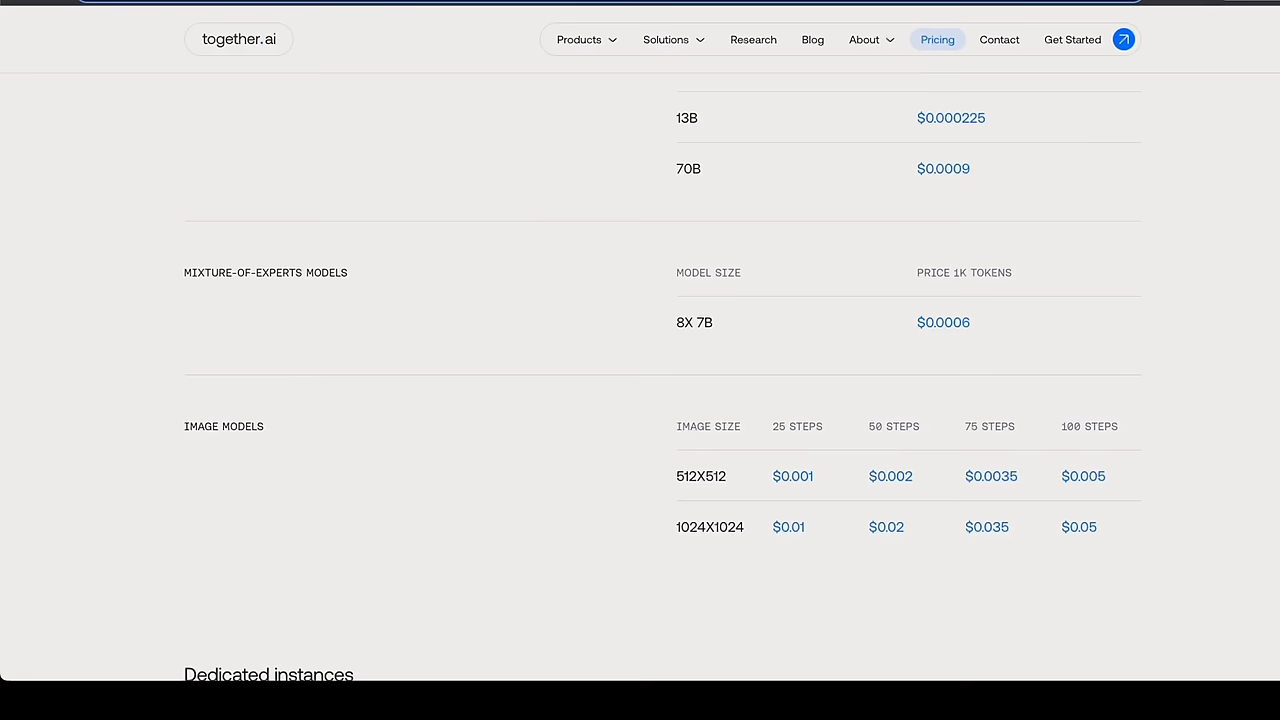 together.ai
Products Solutions Research Blog About Pricing Contact Get Started
13B $0.000225
70B $0.0009
MIXTURE-OF-EXPERTS MODELS MODEL SIZE PRICE 1K TOKENS
8X 7B $0.0006
IMAGE MODELS IMAGE SIZE 25 STEPS 50 STEPS 75 STEPS 100 STEPS
512X512 $0.001 $0.002 $0.0035 $0.005
1024X1024 $0.01 $0.02 $0.035 $0.05
Dedicated instances